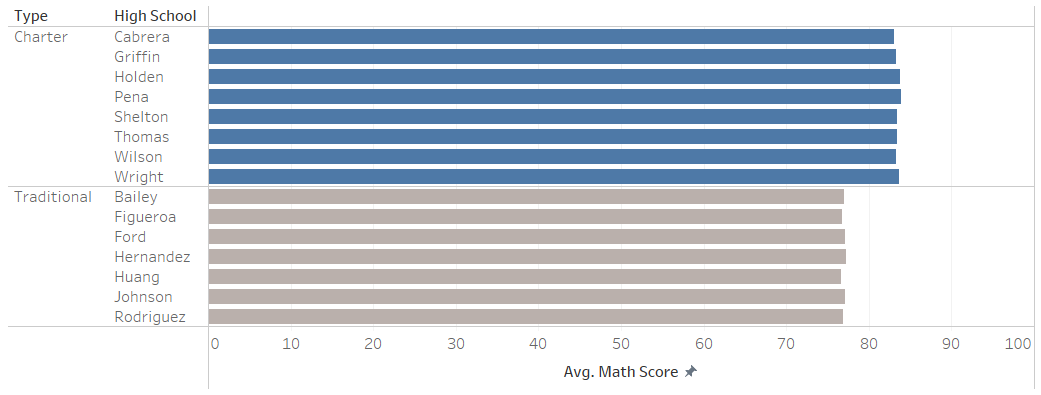 Type High School
Charter Cabrera
Griffin
Holden
Pena
Shelton
Thomas
Wilson
Wright
Traditional Bailey
Figueroa
Ford
Hernandez
Huang
Johnson
Rodriguez
0 10 20 30 40 50 60 70 80 90 100
Avg. Math Score